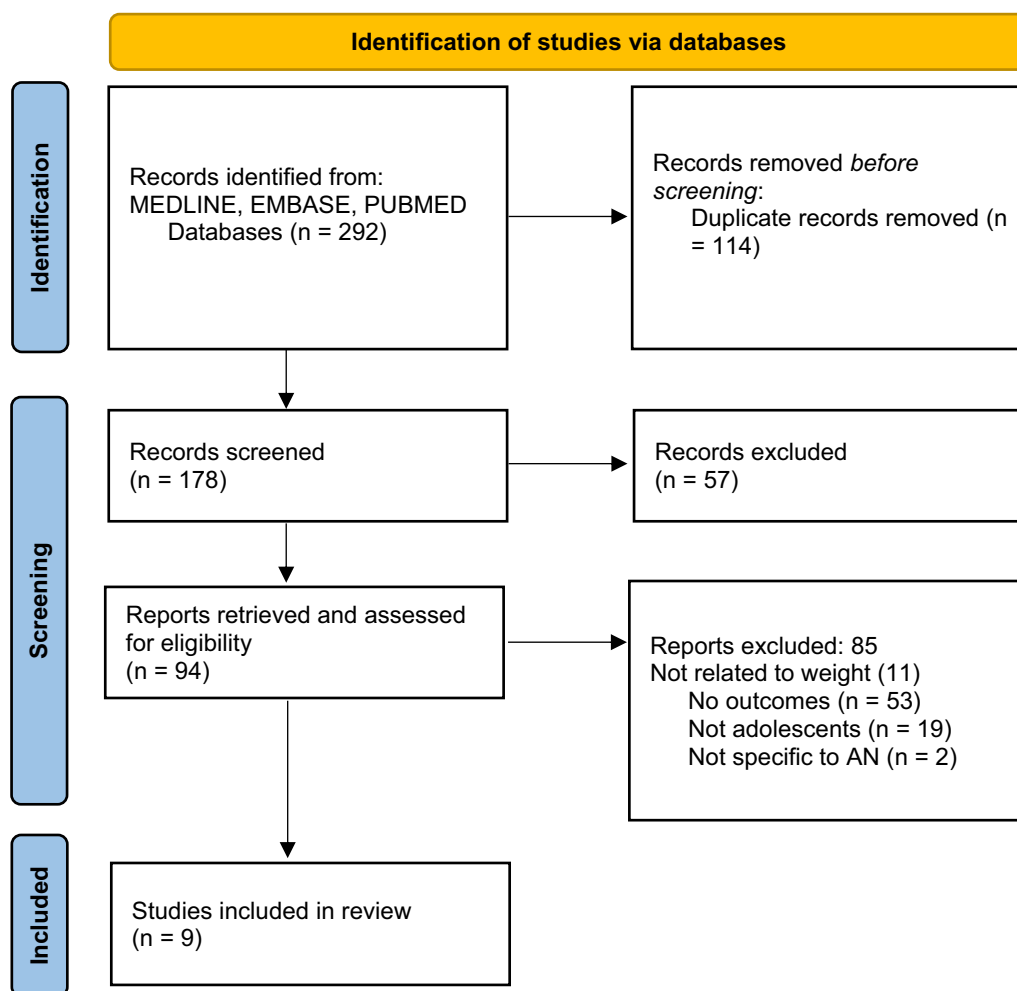 Identification of studies via databases
Identification
Records identified from:
MEDLINE, EMBASE, PUBMED
Databases (n = 292)
Records removed before
screening:
Duplicate records removed (n
= 114)
Screening
Records screened
(n = 178)
Records excluded
(n = 57)
Reports retrieved and assessed
for eligibility
(n = 94)
Reports excluded: 85
Not related to weight (11)
No outcomes (n = 53)
Not adolescents (n = 19)
Not specific to AN (n = 2)
Included
Studies included in review
(n = 9)